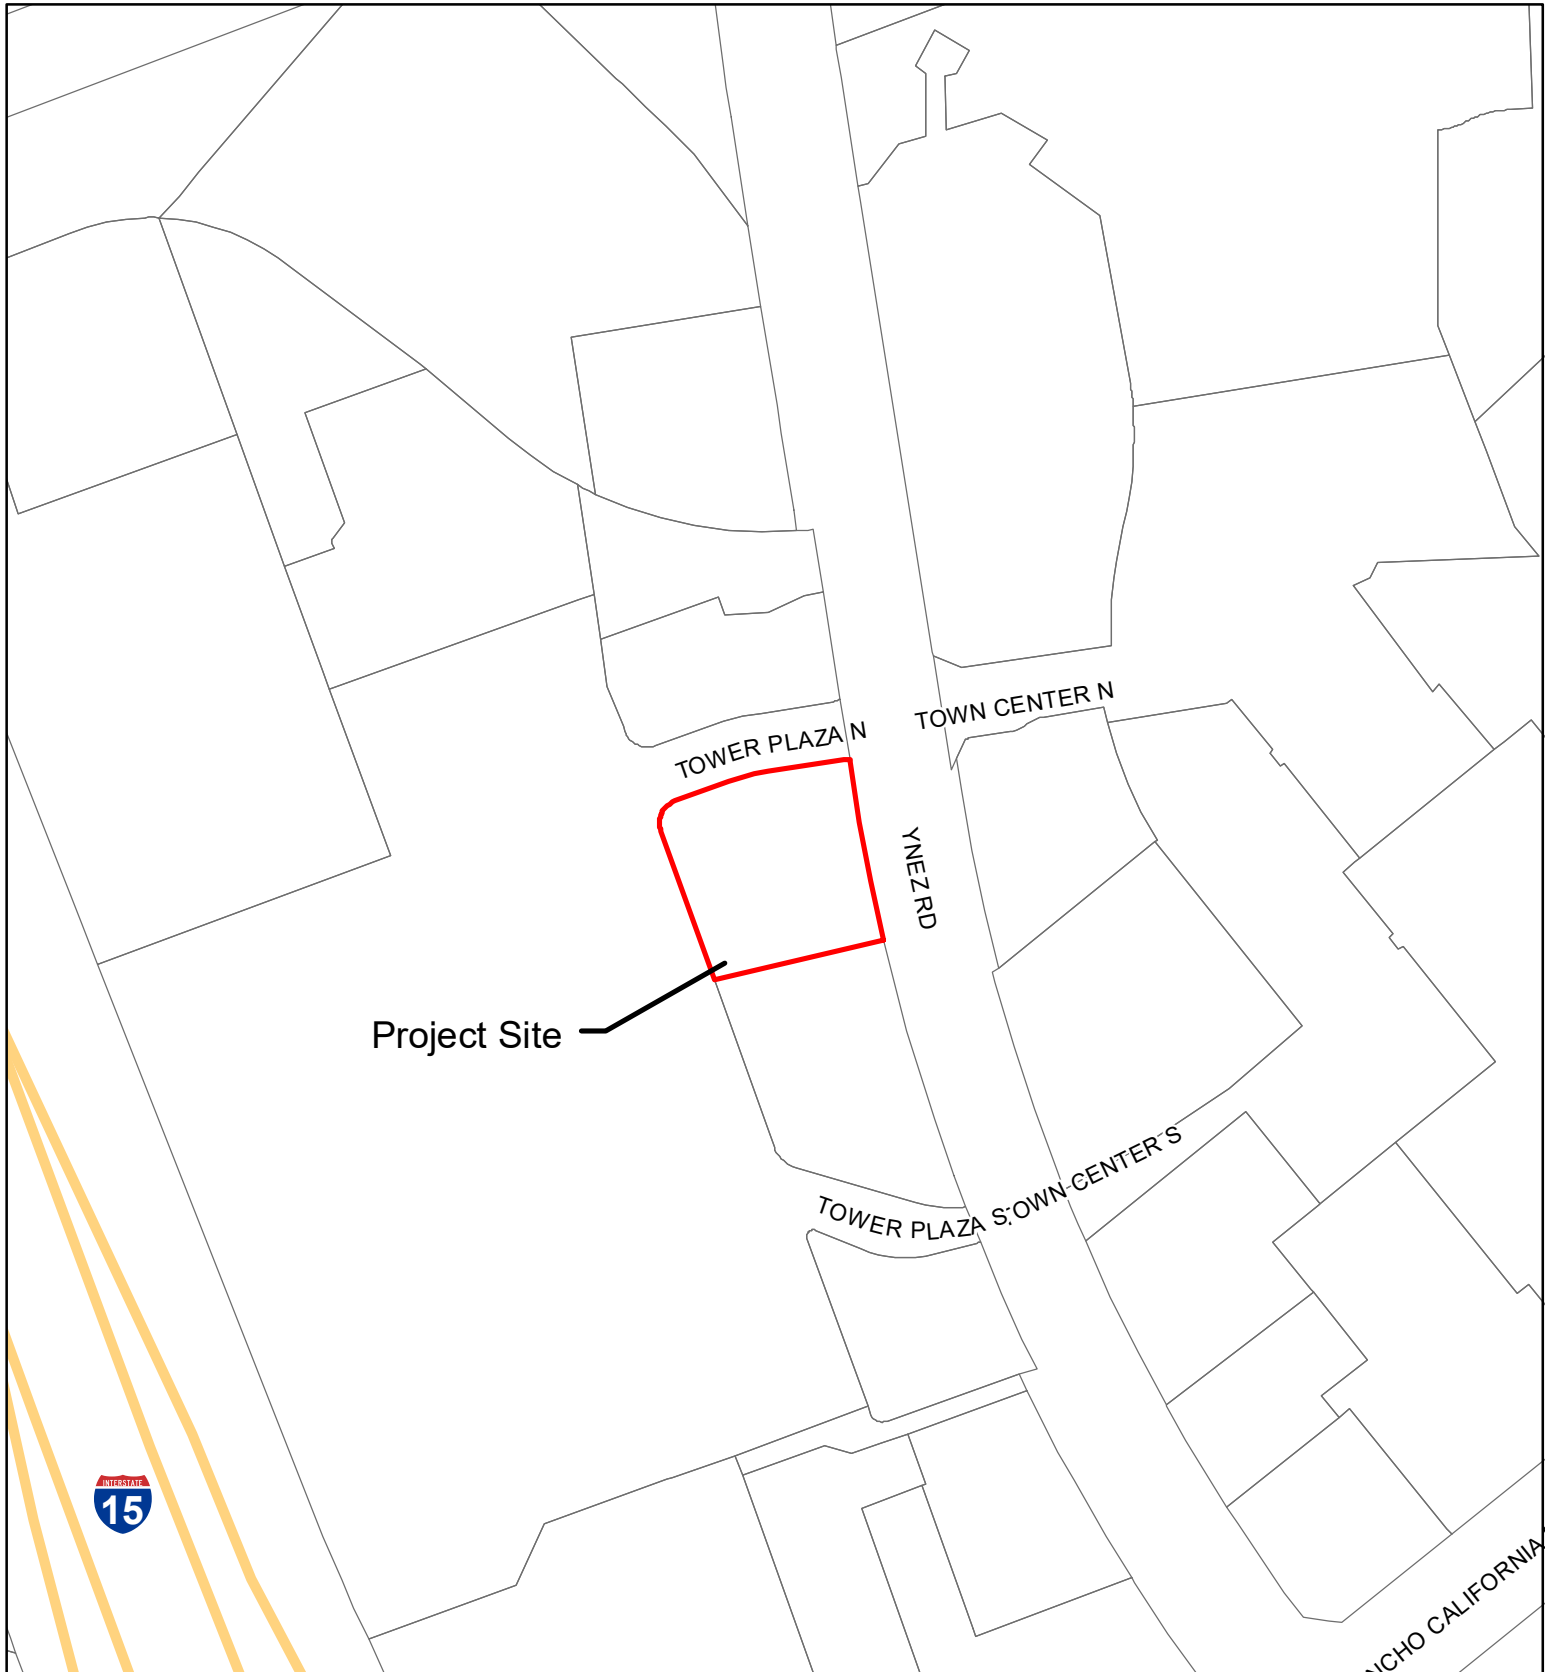 TOWN CENTER N
TOWER PLAZA N
YNEZ RD
Project Site
OWN CENTER S
TOWER PLAZA S
INTERSTATE
15
NCHO CALIFORNIA